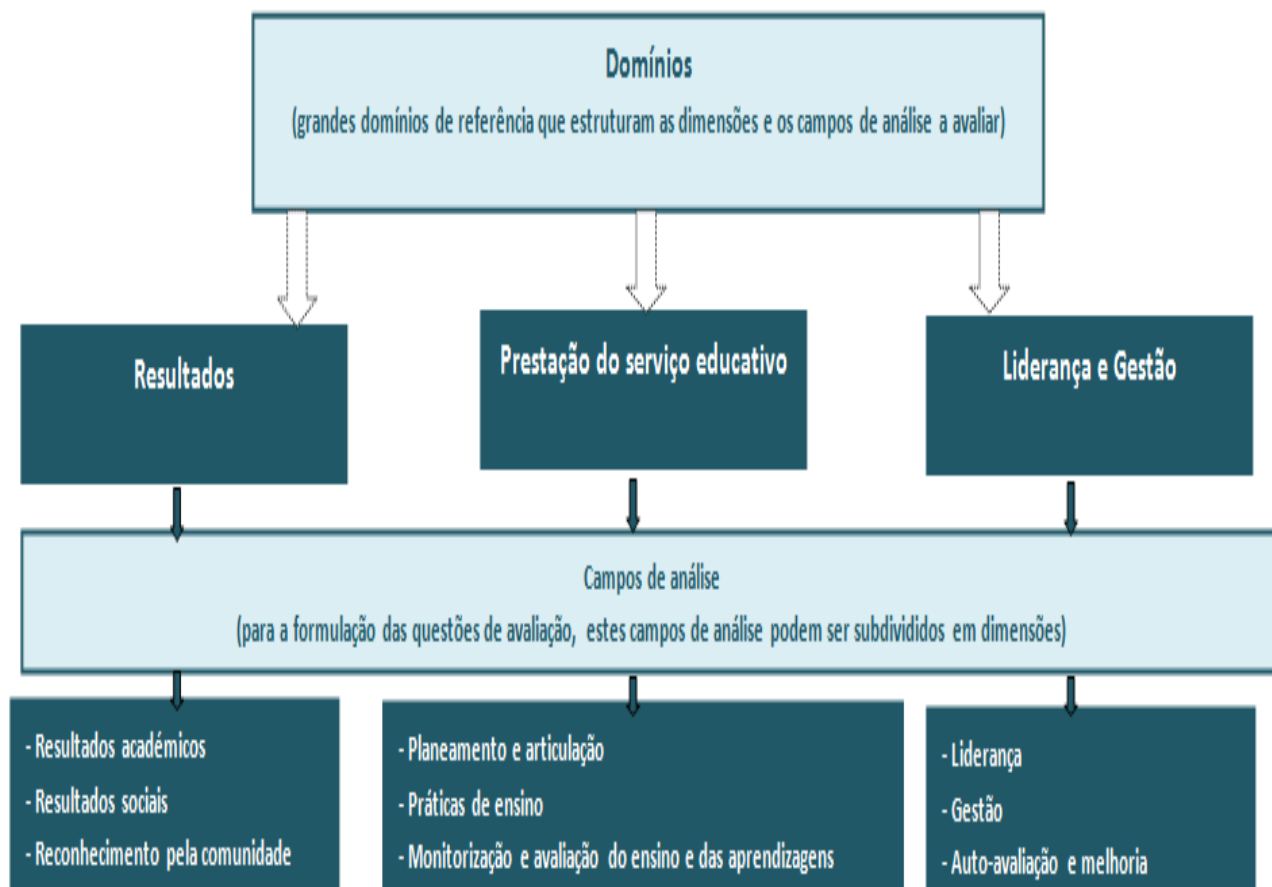 Domínios
(grandes domínios de referência que estruturam as dimensões e os campos de análise a avaliar)
Resultados
Prestação do serviço educativo
Liderança e Gestão
Campos de análise
(para a formulação das questões de avaliação, estes campos de análise podem ser subdivididos em dimensões)
- Resultados académicos
- Resultados sociais
- Reconhecimento pela comunidade
- Planeamento e articulação
- Práticas de ensino
- Monitorização e avaliação do ensino e das aprendizagens
- Liderança
- Gestão
- Auto-avaliação e melhoria